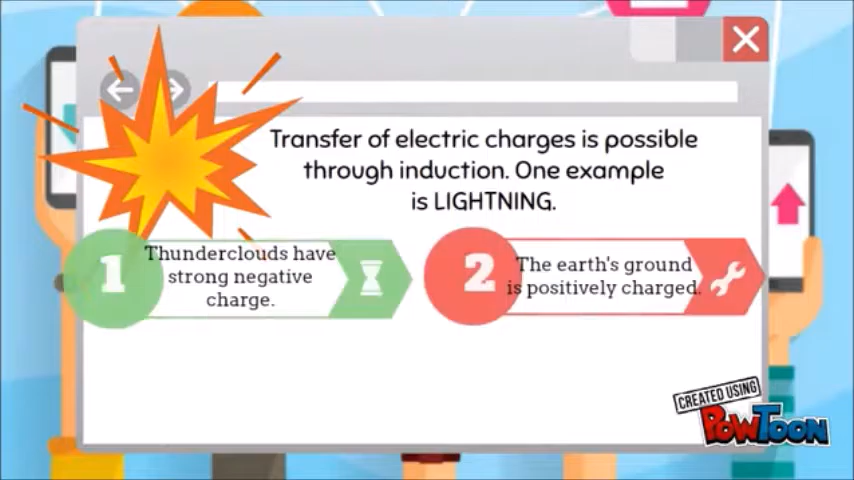 Transfer of electric charges is possible
through induction. One example
is LIGHTNING.
1
Thunderclouds have
strong negative
charge.
2
The earth's ground
is positively charged.
CREATED USING
POWTOON